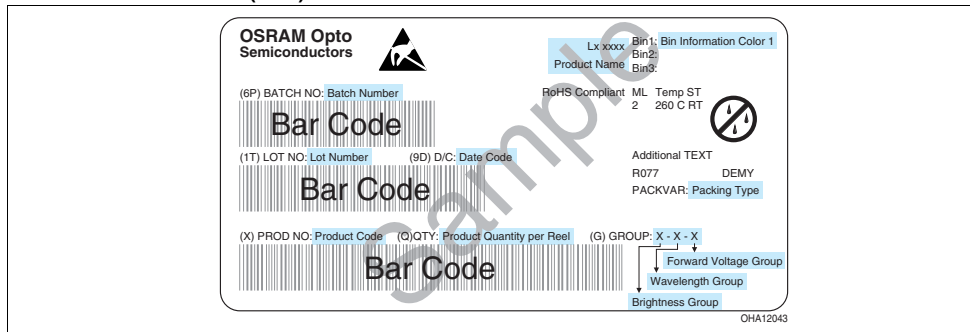 OSRAM Opto
Semiconductors
Lx xxxx
Product Name
Bin1: Bin Information Color 1
Bin2:
Bin3:
(6P) BATCH NO: Batch Number
RoHS Compliant
ML Temp ST
2 260 C RT
Bar Code
(1T) LOT NO: Lot Number (9D) D/C: Date Code
Bar Code
Additional TEXT
R077 DEMY
PACKVAR: Packing Type
(X) PROD NO: Product Code (Q)QTY: Product Quantity per Reel (G) GROUP: X - X - X
Bar Code
Forward Voltage Group
Wavelength Group
Brightness Group
Sample
OHA12043